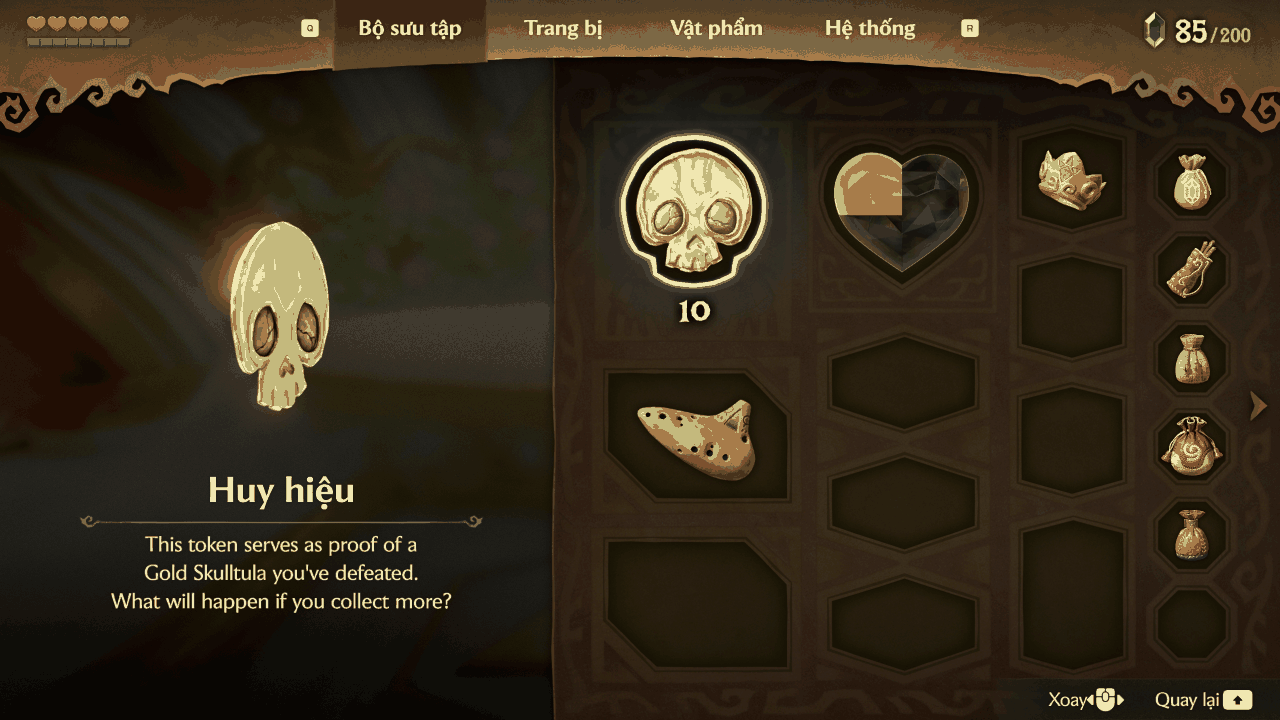 Q
Bộ sưu tập
Trang bị
Vật phẩm
Hệ thống
R
85/200
10
Huy hiệu
This token serves as proof of a
Gold Skulltula you've defeated.
What will happen if you collect more?
Xoay
Quay lại